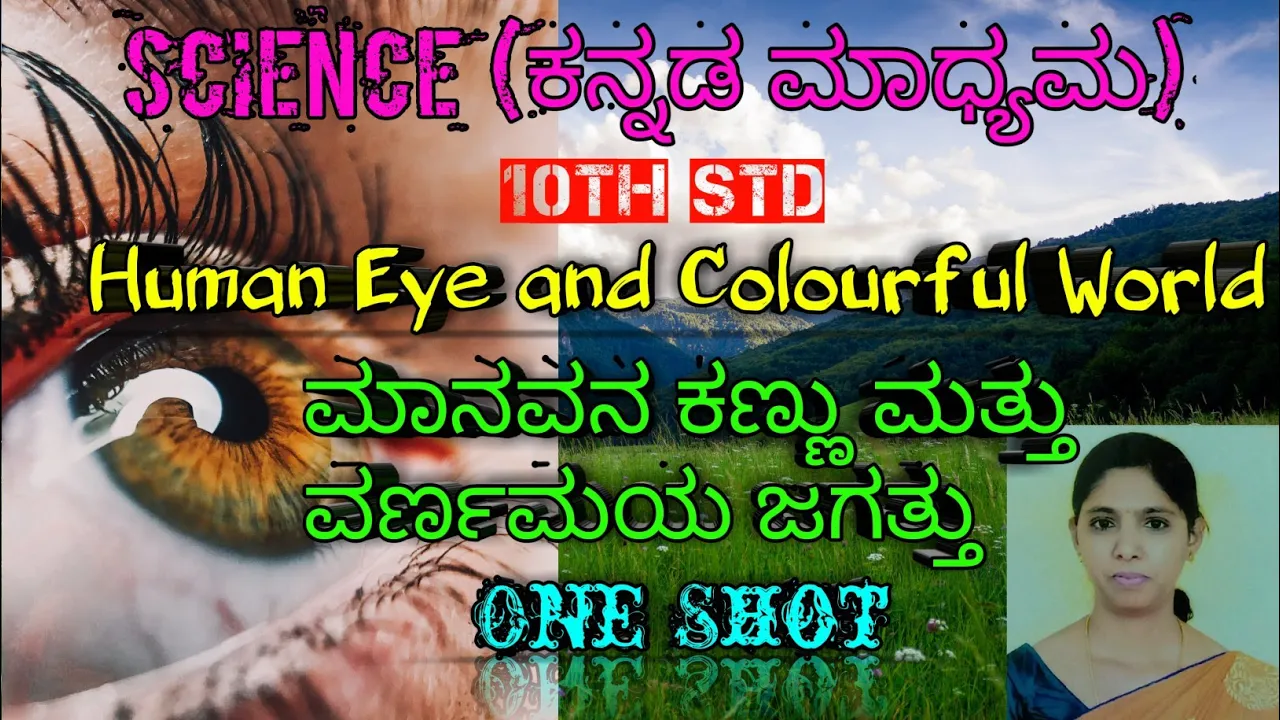 SCIENCE (ಕನ್ನಡ ಮಾಧ್ಯಮ)
10TH STD
Human Eye and Colourful World
ಮಾನವನ ಕಣ್ಣು ಮತ್ತು
ವರ್ಣಮಯ ಜಗತ್ತು
ONE SHOT